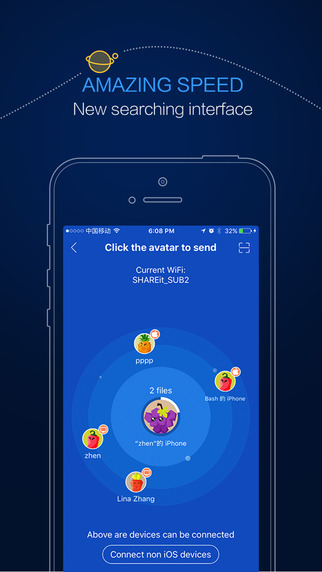 AMAZING SPEED
New searching interface
中国移动 6:08 PM 32%
Click the avatar to send
Current WiFi:
SHAREit_SUB2
pppp
Bash 的 iPhone
2 files
"zhen"的 iPhone
zhen
Lina Zhang
Above are devices can be connected
Connect non iOS devices